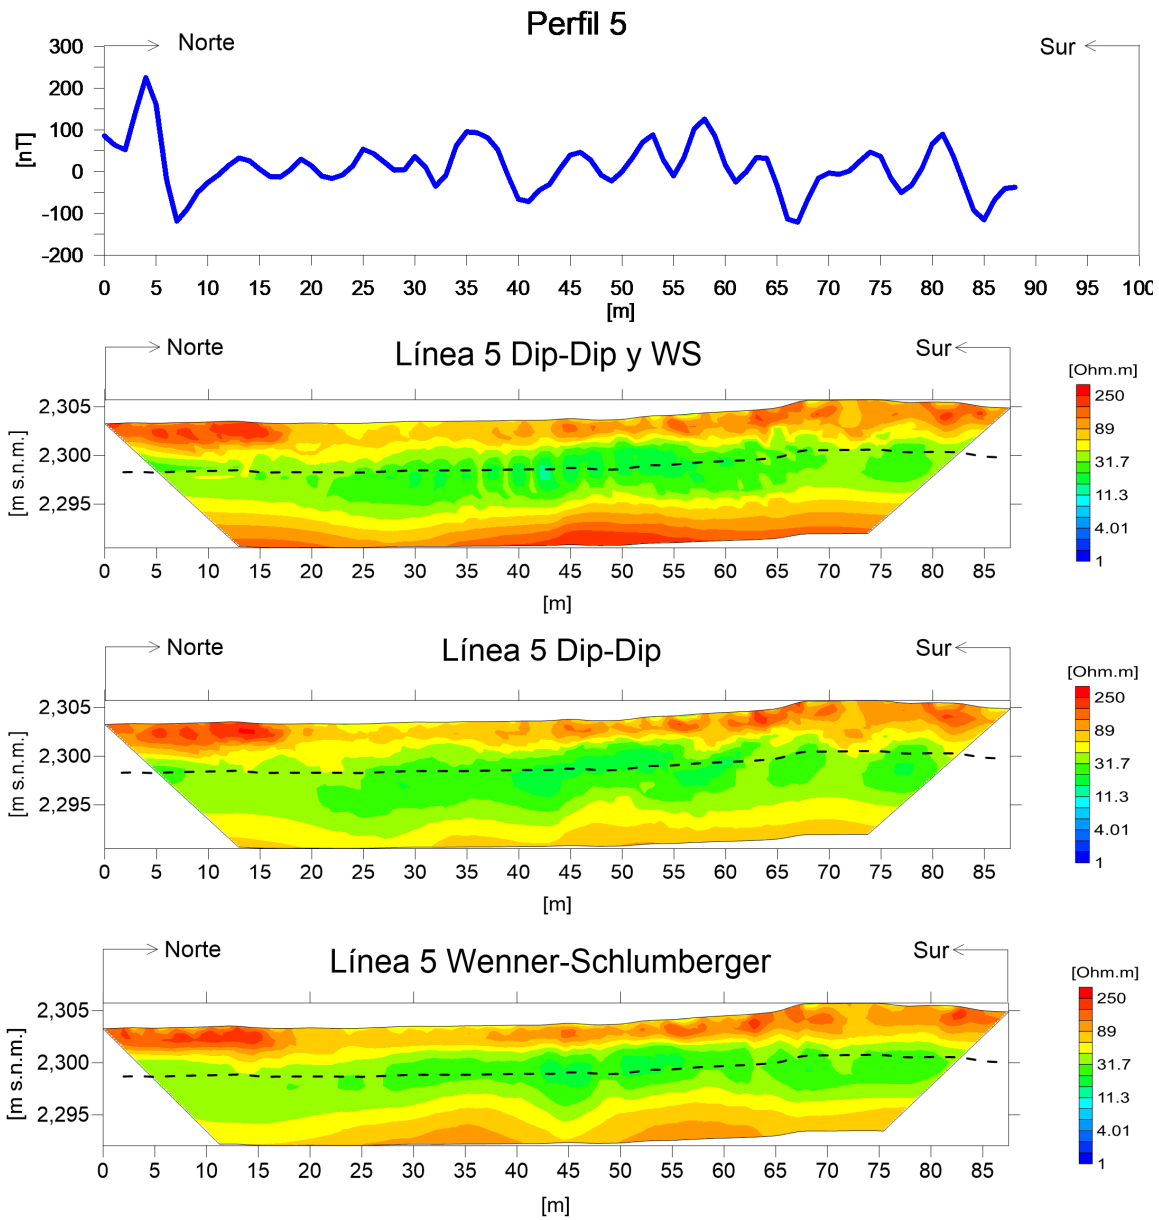 Perfil 5
Norte
Sur
300
200
100
0
-100
-200
[nT]
0 5 10 15 20 25 30 35 40 45 50 55 60 65 70 75 80 85 90 95 100
[m]
Norte
Línea 5 Dip-Dip y WS
Sur
[Ohm.m]
250
89
31.7
11.3
4.01
1
2,305
2,300
2,295
[m s.n.m.]
0 5 10 15 20 25 30 35 40 45 50 55 60 65 70 75 80 85
[m]
Norte
Línea 5 Dip-Dip
Sur
[Ohm.m]
250
89
31.7
11.3
4.01
1
2,305
2,300
2,295
[m s.n.m.]
0 5 10 15 20 25 30 35 40 45 50 55 60 65 70 75 80 85
[m]
Norte
Línea 5 Wenner-Schlumberger
Sur
[Ohm.m]
250
89
31.7
11.3
4.01
1
2,305
2,300
2,295
[m s.n.m.]
0 5 10 15 20 25 30 35 40 45 50 55 60 65 70 75 80 85
[m]